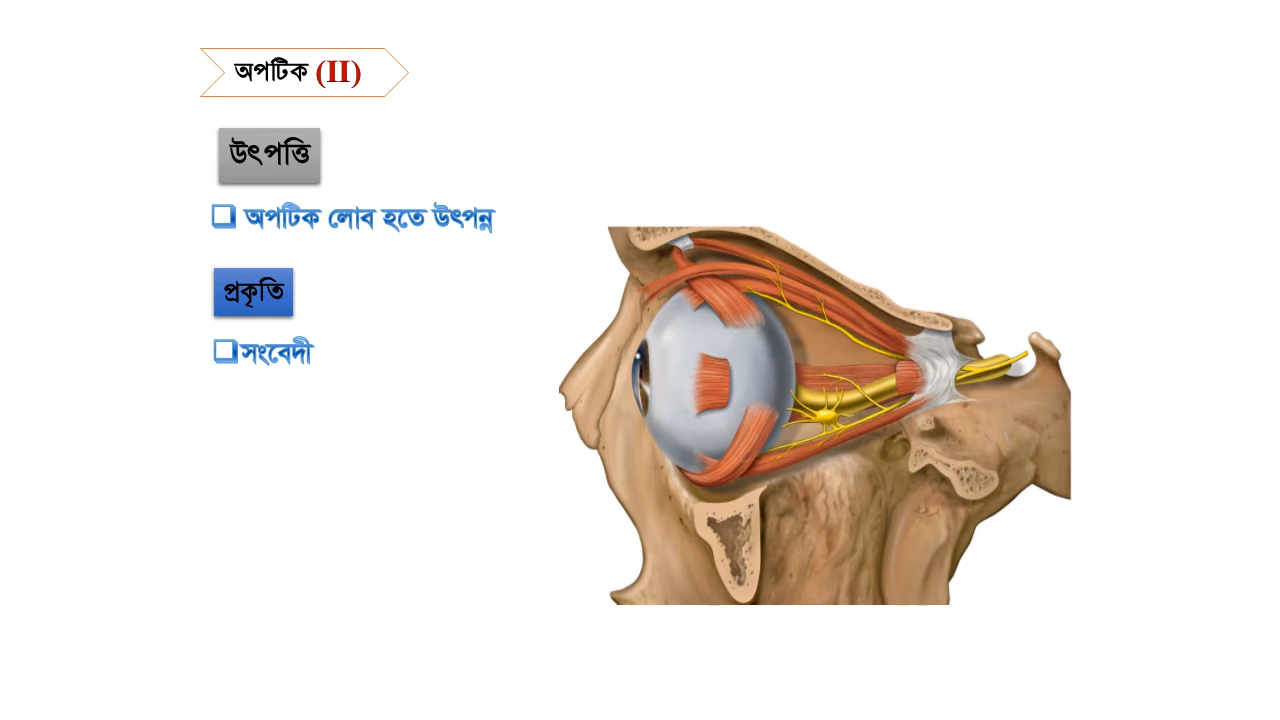 অপটিক (II)
উৎপত্তি
অপটিক লোব হতে উৎপন্ন
প্রকৃতি
সংবেদী